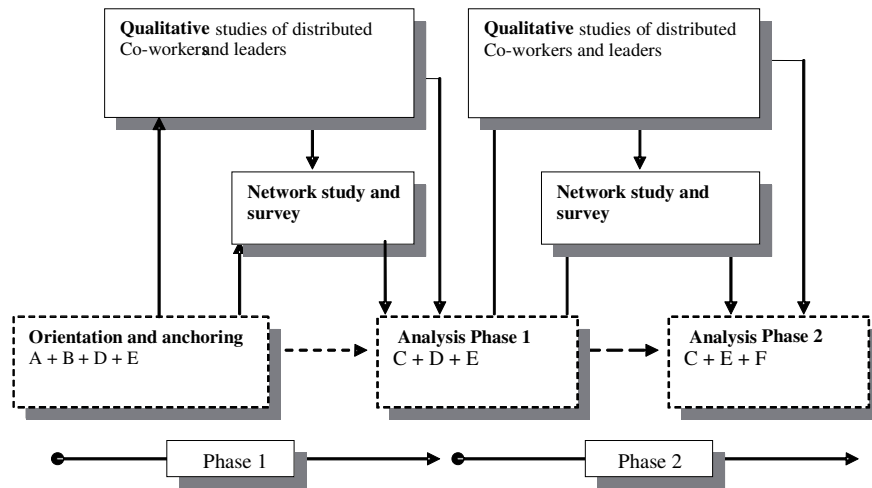 Qualitative studies of distributed
Co-workers and leaders
Qualitative studies of distributed
Co-workers and leaders
Network study and
survey
Network study and
survey
Orientation and anchoring
A + B + D + E
Analysis Phase 1
C + D + E
Analysis Phase 2
C + E + F
Phase 1
Phase 2